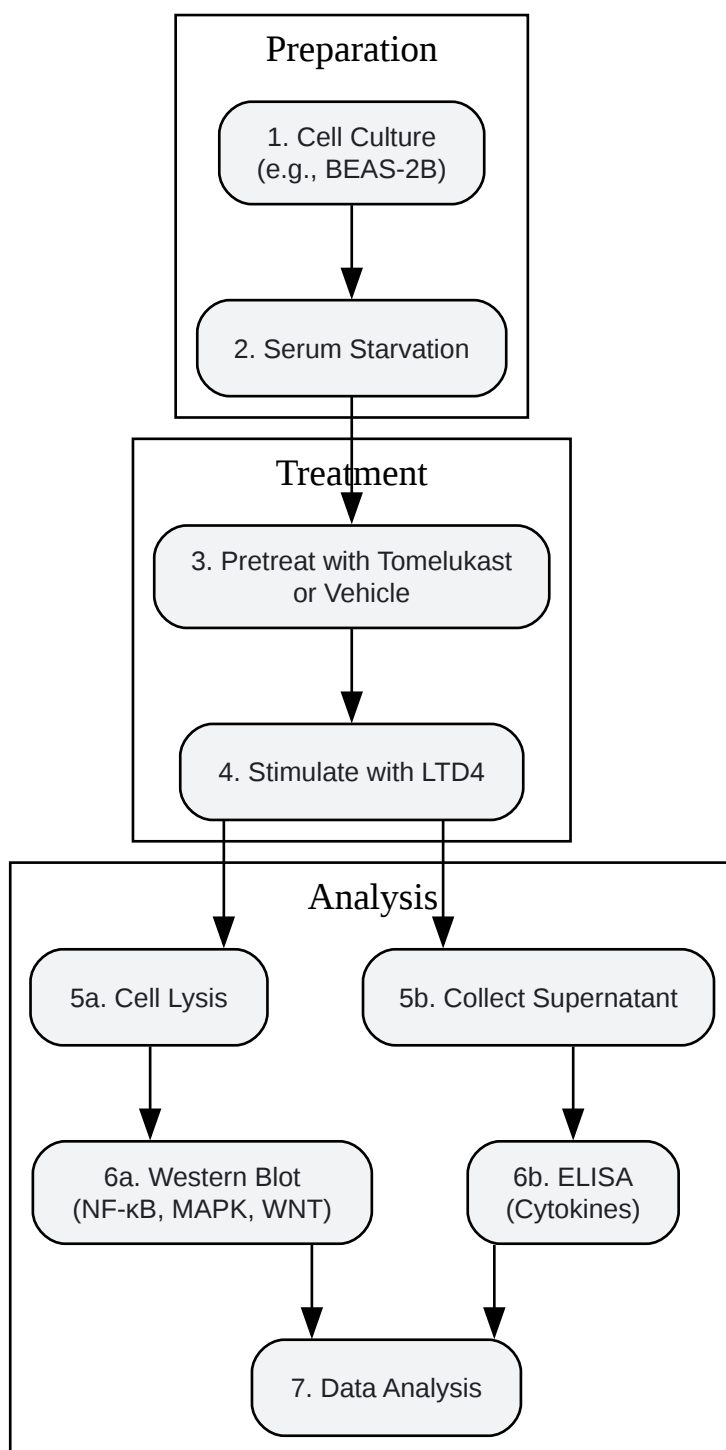 Preparation
1. Cell Culture
(e.g., BEAS-2B)
2. Serum Starvation
Treatment
3. Pretreat with Tomelukast
or Vehicle
4. Stimulate with LTD4
Analysis
5a. Cell Lysis
5b. Collect Supernatant
6a. Western Blot
(NF-κB, MAPK, WNT)
6b. ELISA
(Cytokines)
7. Data Analysis